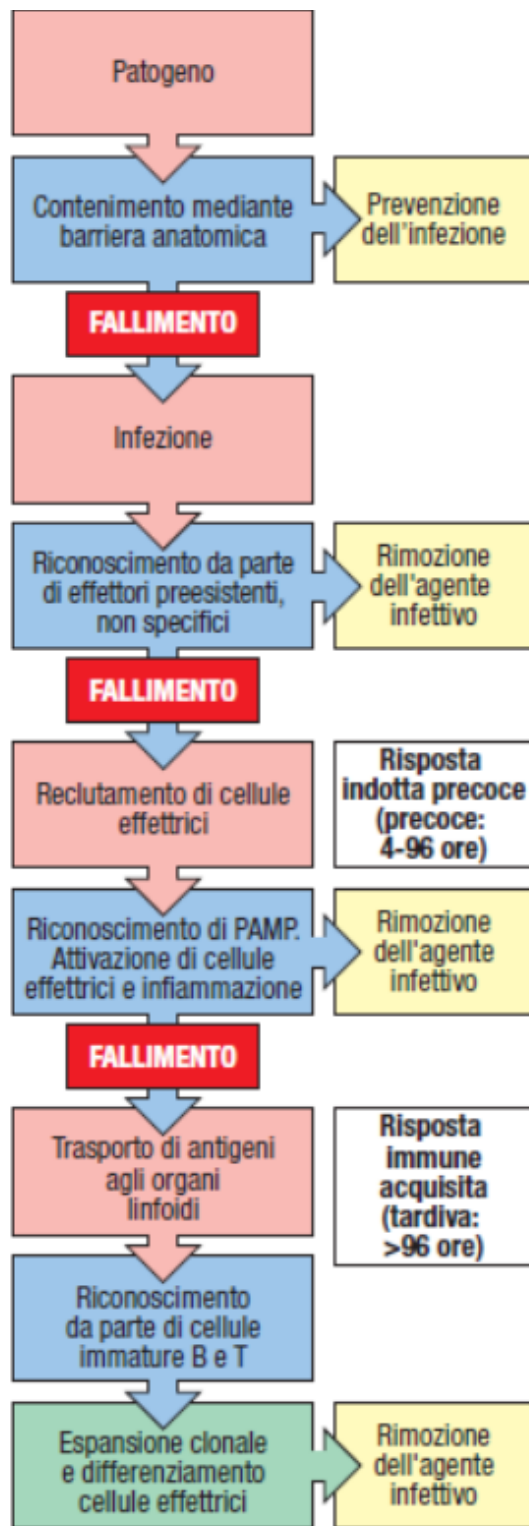 Patogeno
Contenimento mediante
barriera anatomica
Prevenzione
dell'infezione
FALLIMENTO
Infezione
Riconoscimento da parte
di effettori preesistenti,
non specifici
Rimozione
dell'agente
infettivo
FALLIMENTO
Reclutamento di cellule
effettrici
Risposta
indotta precoce
(precoce:
4-96 ore)
Riconoscimento di PAMP.
Attivazione di cellule
effettrici e infiammazione
Rimozione
dell'agente
infettivo
FALLIMENTO
Trasporto di antigeni
agli organi
linfoidi
Risposta
immune
acquisita
(tardiva:
>96 ore)
Riconoscimento
da parte di cellule
immature B e T
Espansione clonale
e differenziamento
cellule effettrici
Rimozione
dell'agente
infettivo